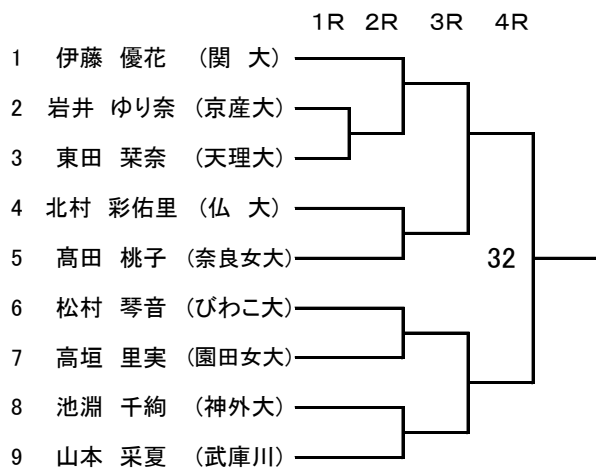 1R 2R 3R 4R
1 伊藤 優花 (関 大)
2 岩井 ゆり奈 (京産大)
3 東田 栞奈 (天理大)
4 北村 彩佑里 (仏 大)
5 髙田 桃子 (奈良女大)
32
6 松村 琴音 (びわこ大)
7 高垣 里実 (園田女大)
8 池淵 千絢 (神外大)
9 山本 采夏 (武庫川)